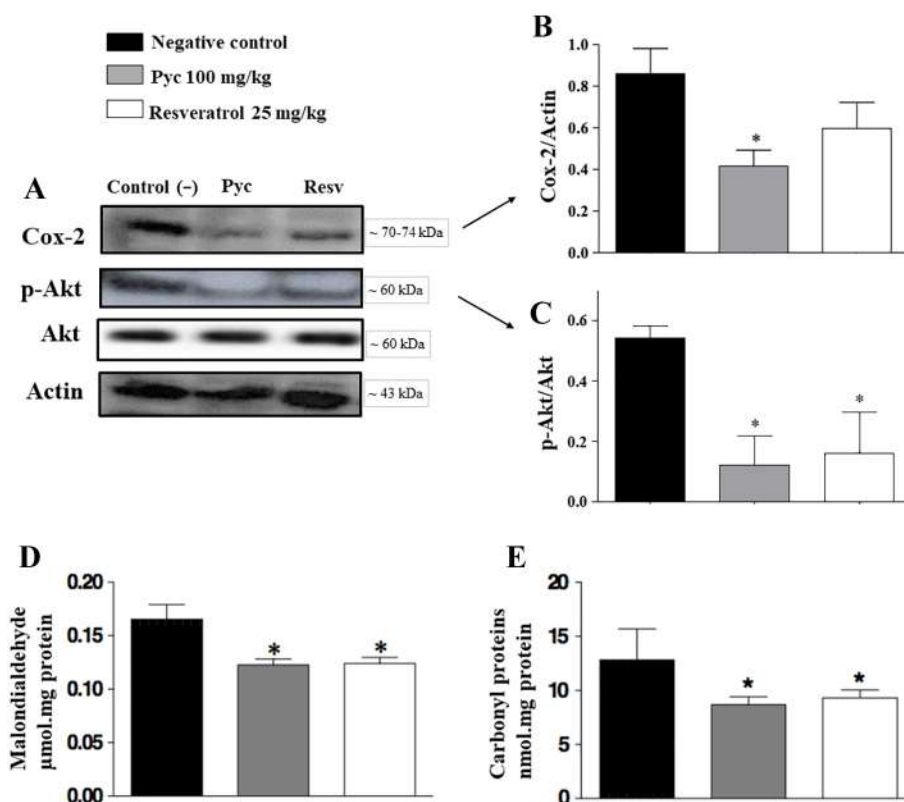 Negative control
Pyc 100 mg/kg
Resveratrol 25 mg/kg
A
Control (-) Pyc Resv
Cox-2 ~ 70-74 kDa
p-Akt ~ 60 kDa
Akt ~ 60 kDa
Actin ~ 43 kDa
B
Cox-2/Actin
1.0
0.8
0.6
0.4
0.2
0.0
*
C
p-Akt/Akt
0.6
0.4
0.2
0.0
* *
D
Malondialdehyde
µmol.mg protein
0.20
0.15
0.10
0.05
0.00
* *
E
Carbonyl proteins
nmol.mg protein
20
15
10
5
0
* *